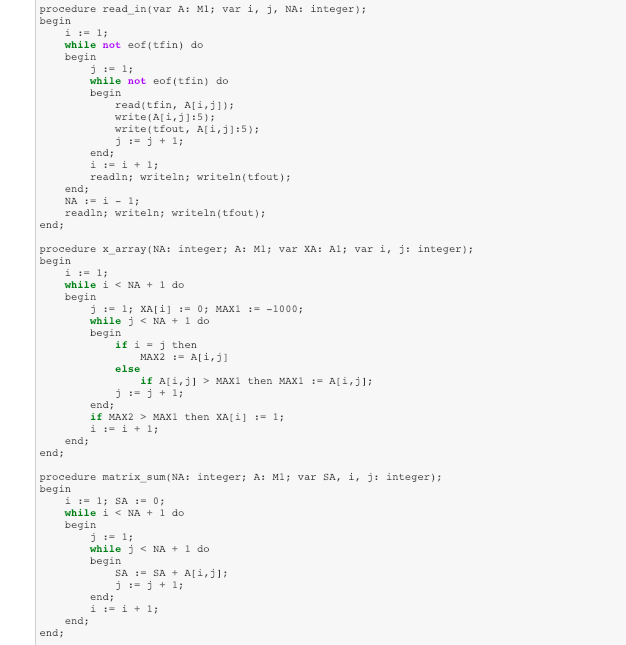 procedure read_in(var A: M1; var i, j, NA: integer);
begin
    i := 1;
    while not eof(tfin) do
    begin
        j := 1;
        while not eof(tfin) do
        begin
            read(tfin, A[i,j]);
            write(A[i,j]:5);
            write(tfout, A[i,j]:5);
            j := j + 1;
        end;
        i := i + 1;
        readln; writeln; writeln(tfout);
    end;
    NA := i - 1;
    readln; writeln; writeln(tfout);
end;

procedure x_array(NA: integer; A: M1; var XA: A1; var i, j: integer);
begin
    i := 1;
    while i < NA + 1 do
    begin
        j := 1; XA[i] := 0; MAX1 := -1000;
        while j < NA + 1 do
        begin
            if i = j then
                MAX2 := A[i,j]
            else
                if A[i,j] > MAX1 then MAX1 := A[i,j];
            j := j + 1;
        end;
        if MAX2 > MAX1 then XA[i] := 1;
        i := i + 1;
    end;
end;

procedure matrix_sum(NA: integer; A: M1; var SA, i, j: integer);
begin
    i := 1; SA := 0;
    while i < NA + 1 do
    begin
        j := 1;
        while j < NA + 1 do
        begin
            SA := SA + A[i,j];
            j := j + 1;
        end;
        i := i + 1;
    end;
end;